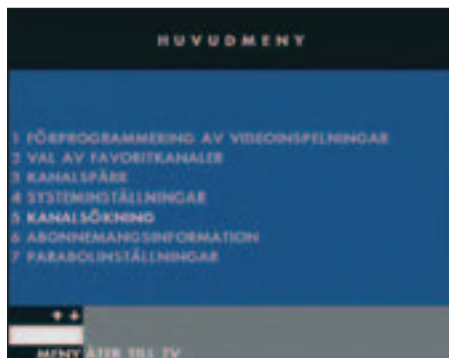 HUVUDMENY
1 FÖRPROGRAMMERING AV VIDEOINSPELNINGAR
2 VAL AV FAVORITKANALER
3 KANALSPÄRR
4 SYSTEMINSTÄLLNINGAR
5 KANALSÖKNING
6 ABONNEMANGSINFORMATION
7 PARABOLINSTÄLLNINGAR
MENY ÅTER TILL TV